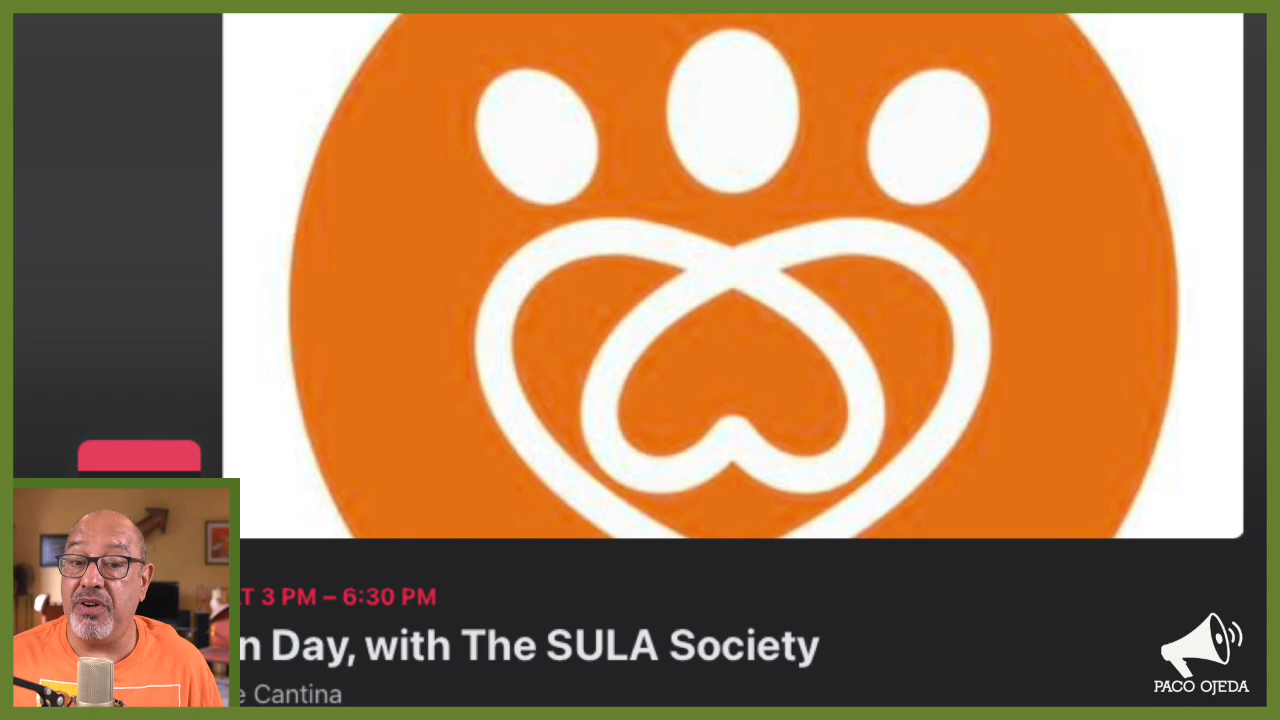 T 3 PM – 6:30 PM
n Day, with The SULA Society
e Cantina
PACO OJEDA